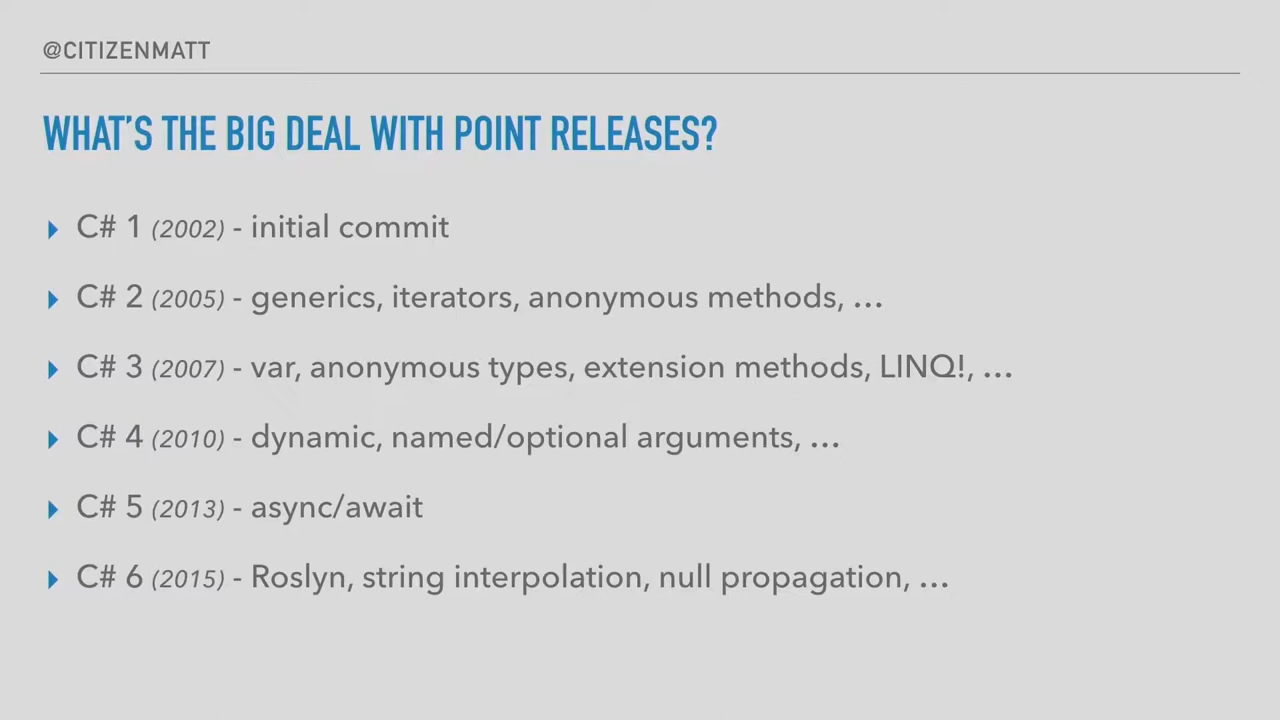 @CITIZENMATT
WHAT'S THE BIG DEAL WITH POINT RELEASES?
C# 1 (2002) - initial commit
C# 2 (2005) - generics, iterators, anonymous methods, …
C# 3 (2007) - var, anonymous types, extension methods, LINQ!, …
C# 4 (2010) - dynamic, named/optional arguments, …
C# 5 (2013) - async/await
C# 6 (2015) - Roslyn, string interpolation, null propagation, …